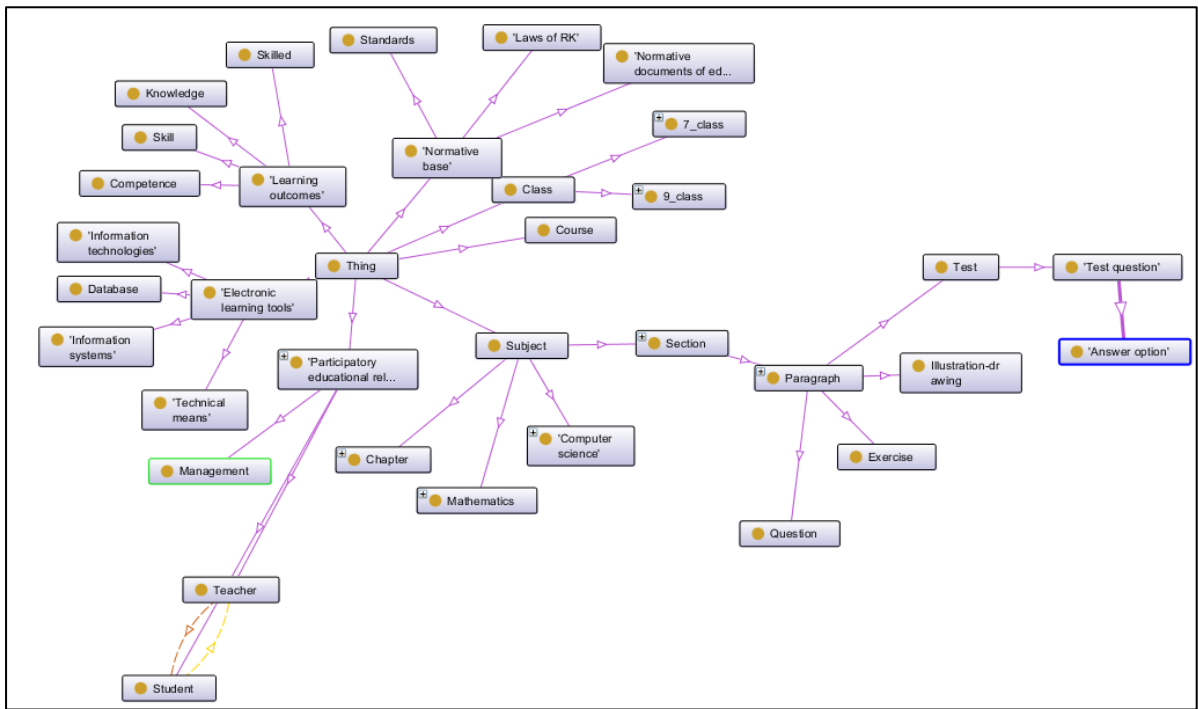 Standards
'Laws of RK'
Skilled
'Normative
documents of ed...
Knowledge
7_class
Skill
'Normative
base'
Competence
'Learning
outcomes'
Class
9_class
Course
'Information
technologies'
Thing
Test
'Test question'
Database
'Electronic
learning tools'
'Information
systems'
Subject
Section
'Answer option'
'Participatory
educational rel...
Paragraph
Illustration-dr
awing
'Technical
means'
Management
Chapter
'Computer
science'
Exercise
Mathematics
Question
Teacher
Student